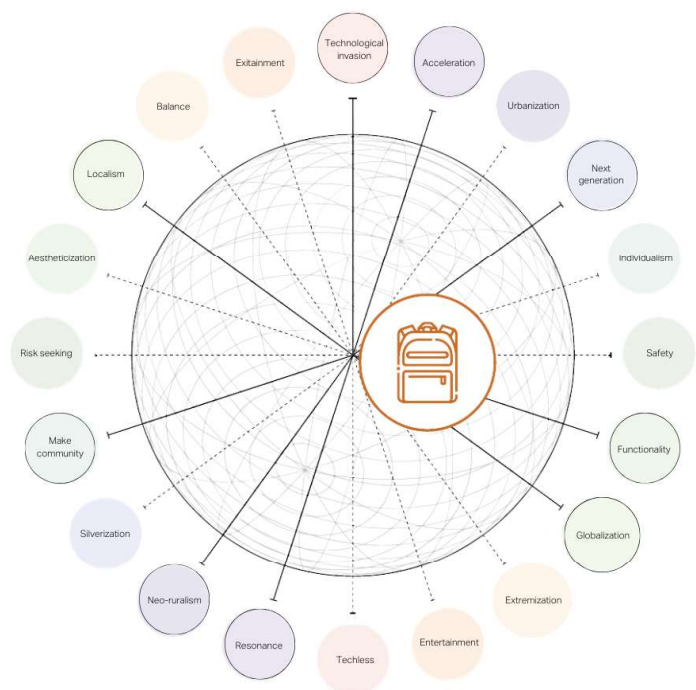 Technological
invasion
Exitainment
Acceleration
Balance
Urbanization
Localism
Next
generation
Aestheticization
Individualism
Risk seeking
Safety
Make
community
Functionality
Silverization
Globalization
Neo-ruralism
Extremization
Resonance
Techless
Entertainment